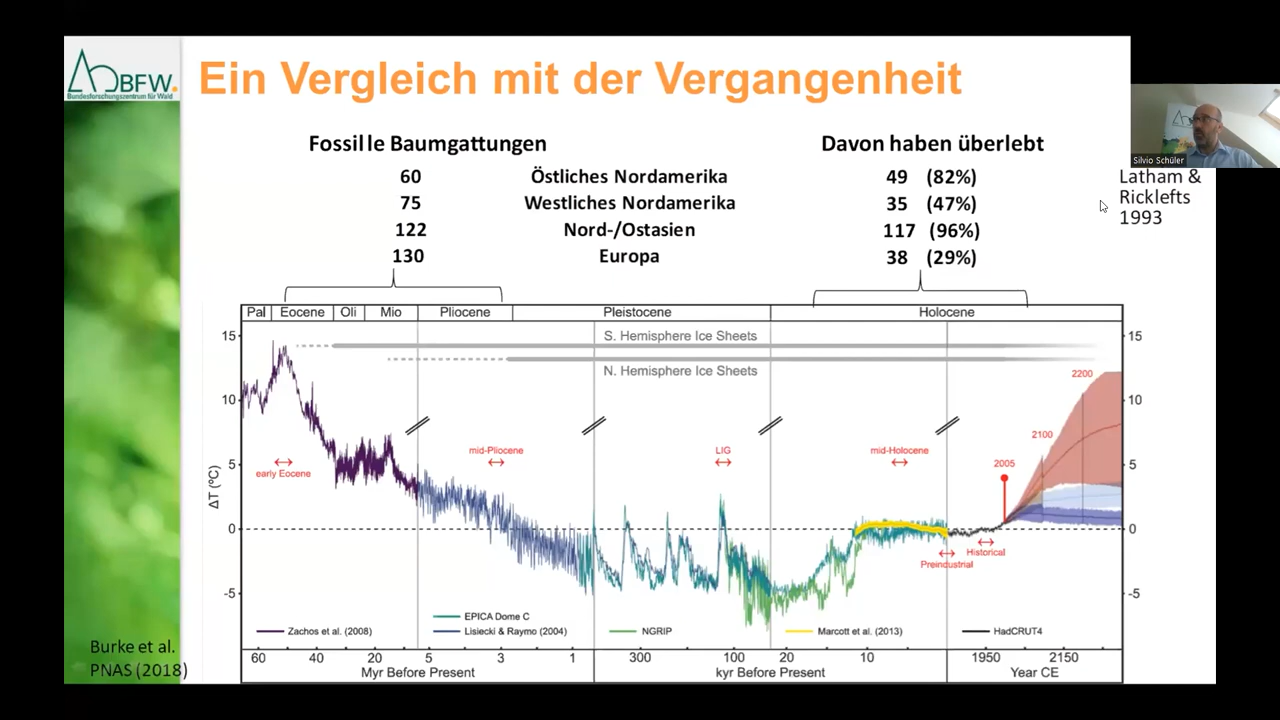 BFW.
Bundesforschungszentrum für Wald
Ein Vergleich mit der Vergangenheit
Fossille Baumgattungen
Davon haben überlebt
60 Östliches Nordamerika 49 (82%)
75 Westliches Nordamerika 35 (47%)
122 Nord-/Ostasien 117 (96%)
130 Europa 38 (29%)
Silvio Schüler
Latham &
Ricklefts
1993
Pal Eocene Oli Mio Pliocene Pleistocene Holocene
S. Hemisphere Ice Sheets
N. Hemisphere Ice Sheets
15 15
10 10
5 5
0 0
-5 -5
ΔT (°C)
2200
2100
2005
early Eocene
mid-Pliocene
LIG
mid-Holocene
Historical
Preindustrial
EPICA Dome C
Zachos et al. (2008) Lisiecki & Raymo (2004) NGRIP Marcott et al. (2013) HadCRUT4
60 40 20 5 3 1 300 100 20 10 1950 2150
Myr Before Present kyr Before Present Year CE
Burke et al.
PNAS (2018)